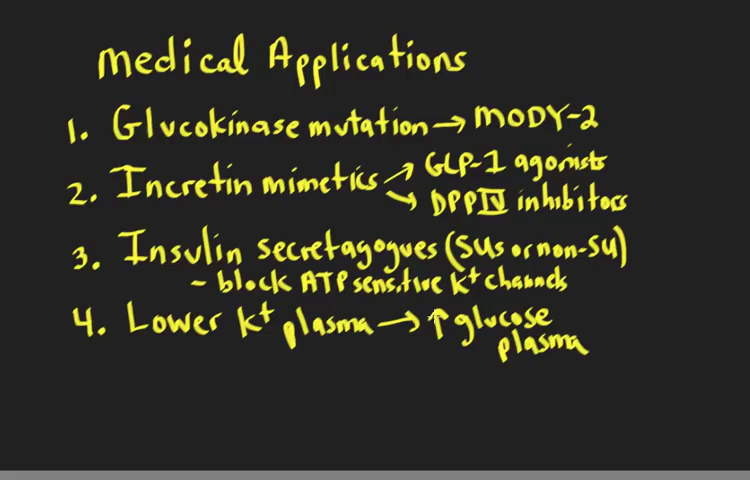 Medical Applications
1. Glucokinase mutation → MODY-2
2. Incretin mimetics → GLP-1 agonists
→ DPPIV inhibitors
3. Insulin secretagogues (SUs or non-SU)
- block ATP sensitive K+ channels
4. Lower K+ plasma → ↑ glucose
plasma